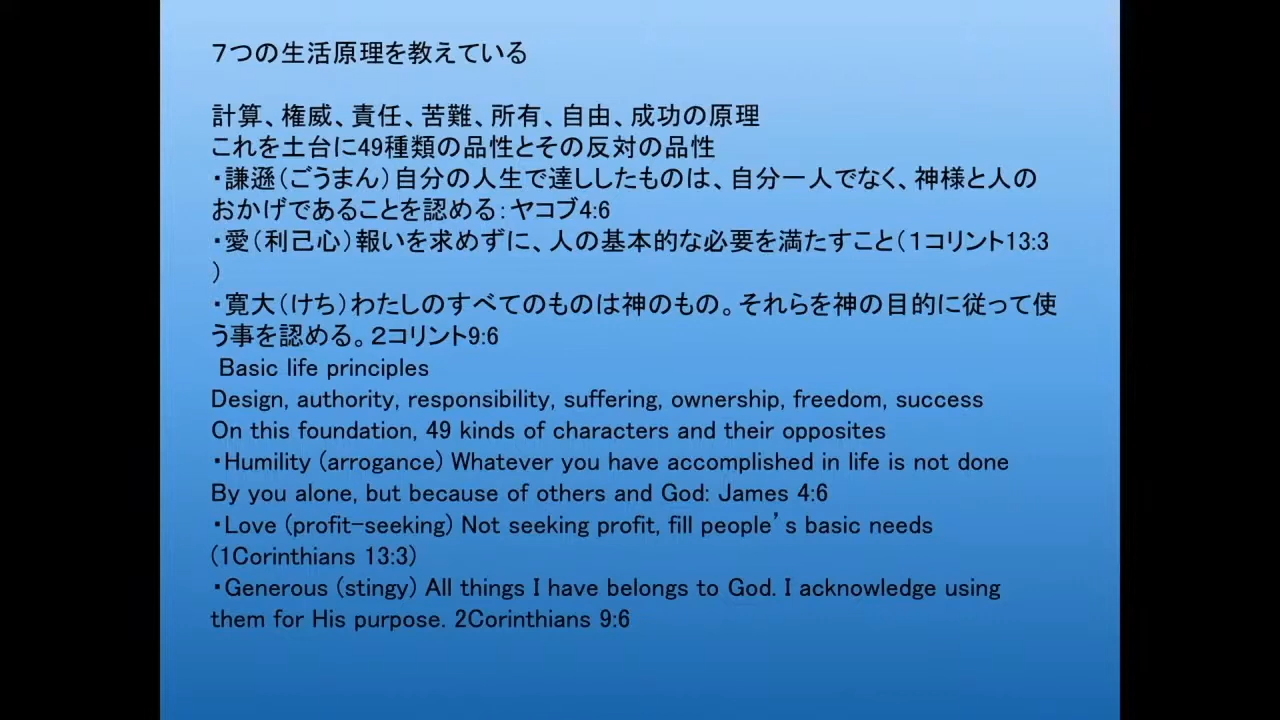 ７つの生活原理を教えている
計算、権威、責任、苦難、所有、自由、成功の原理
これを土台に49種類の品性とその反対の品性
・謙遜（ごうまん）自分の人生で達ししたものは、自分一人でなく、神様と人の
おかげであることを認める：ヤコブ4:6
・愛（利己心）報いを求めずに、人の基本的な必要を満たすこと（１コリント13:3
）
・寛大（けち）わたしのすべてのものは神のもの。それらを神の目的に従って使
う事を認める。２コリント9:6
Basic life principles
Design, authority, responsibility, suffering, ownership, freedom, success
On this foundation, 49 kinds of characters and their opposites
・Humility (arrogance) Whatever you have accomplished in life is not done
By you alone, but because of others and God: James 4:6
・Love (profit-seeking) Not seeking profit, fill people’s basic needs
(1Corinthians 13:3)
・Generous (stingy) All things I have belongs to God. I acknowledge using
them for His purpose. 2Corinthians 9:6